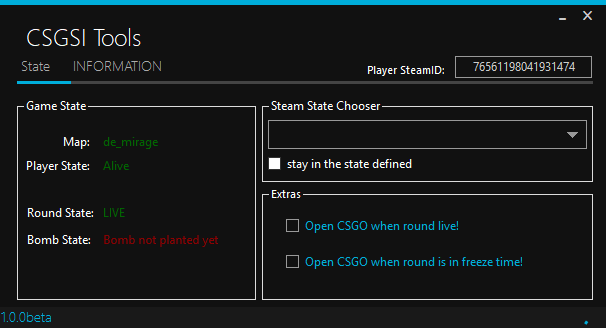 CSGSI Tools
State INFORMATION
Player SteamID: 76561198041931474
Game State
Map: de_mirage
Player State: Alive
Round State: LIVE
Bomb State: Bomb not planted yet
Steam State Chooser
stay in the state defined
Extras
Open CSGO when round live!
Open CSGO when round is in freeze time!
1.0.0beta